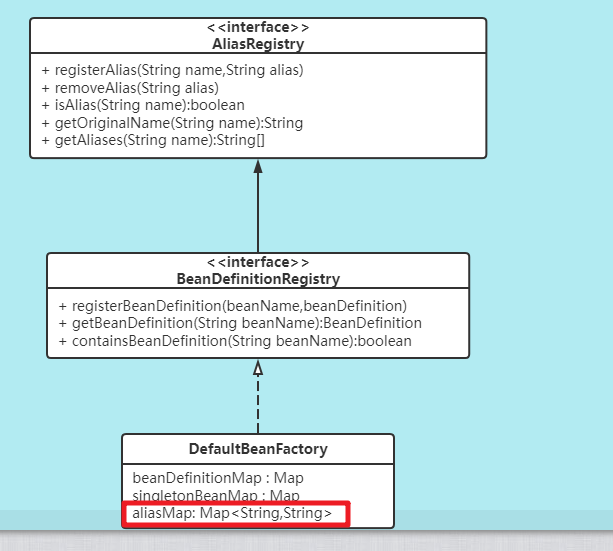 <<interface>>
AliasRegistry
+ registerAlias(String name,String alias)
+ removeAlias(String alias)
+ isAlias(String name):boolean
+ getOriginalName(String name):String
+ getAliases(String name):String[]
<<interface>>
BeanDefinitionRegistry
+ registerBeanDefinition(beanName,beanDefinition)
+ getBeanDefinition(String beanName):BeanDefinition
+ containsBeanDefinition(String beanName):boolean
DefaultBeanFactory
beanDefinitionMap : Map
singletonBeanMap : Map
aliasMap: Map<String,String>